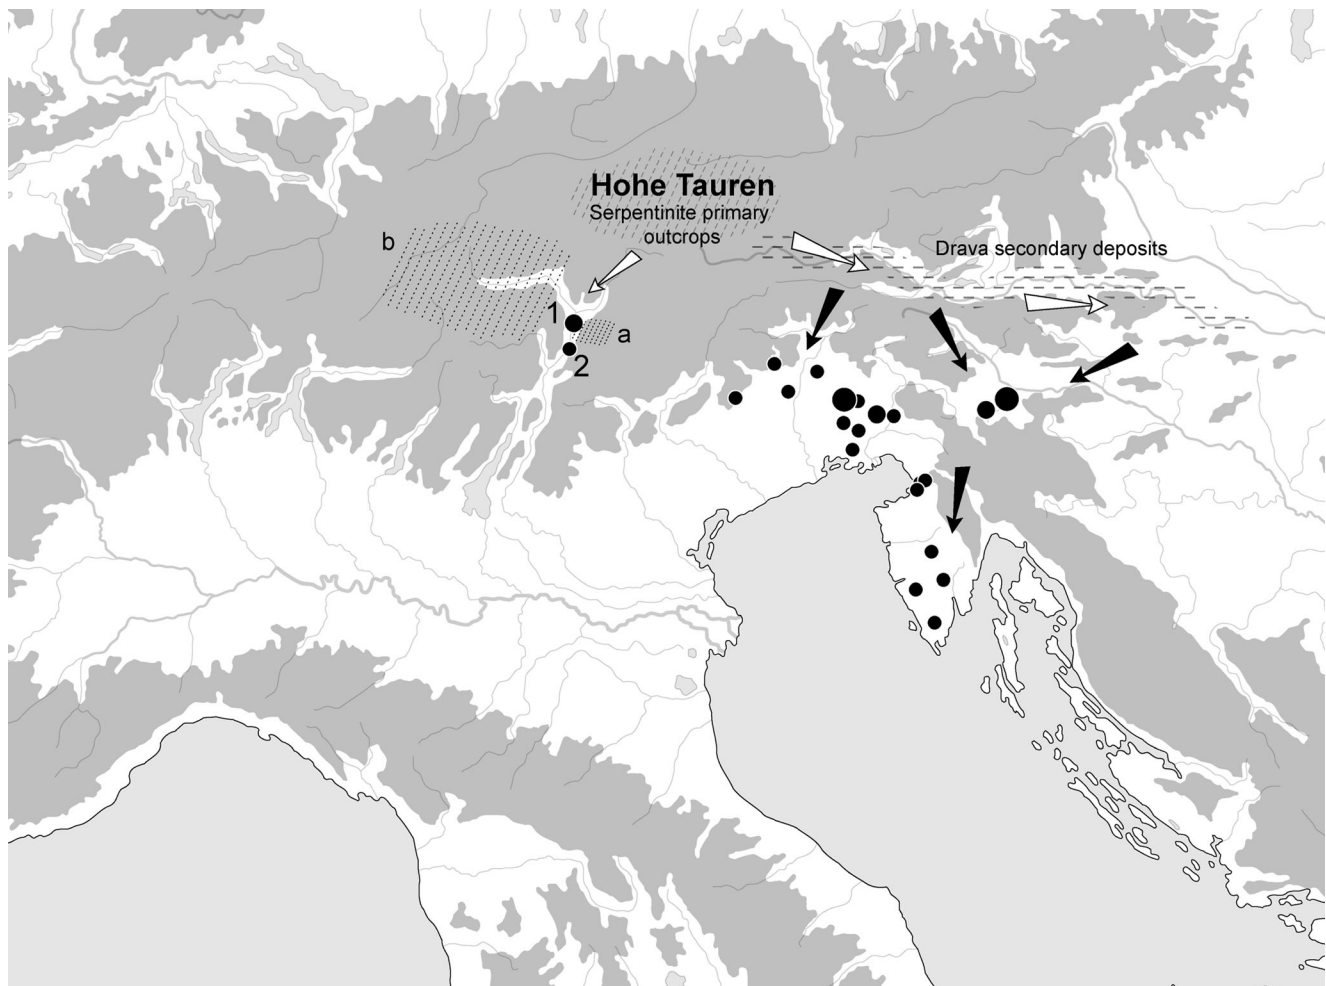 Hohe Tauren
Serpentinite primary
outcrops
Drava secondary deposits
b
1
a
2